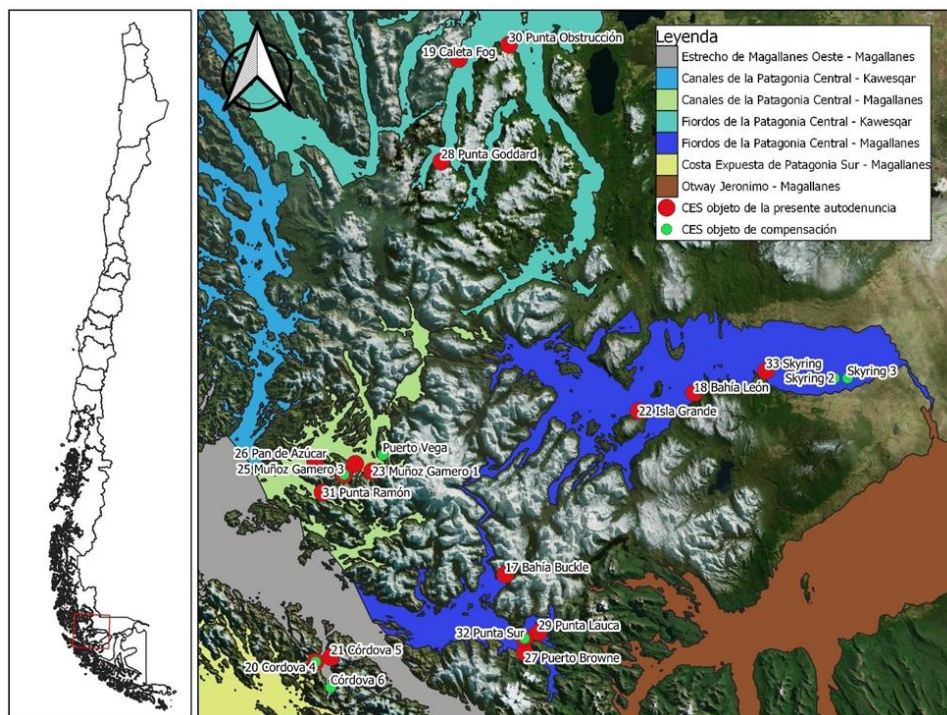 30 Punta Obstrucción
19 Caleta Fog
28 Punta Goddard
Leyenda
Estrecho de Magallanes Oeste - Magallanes
Canales de la Patagonia Central - Kawesqar
Canales de la Patagonia Central - Magallanes
Fiordos de la Patagonia Central - Kawesqar
Fiordos de la Patagonia Central - Magallanes
Costa Expuesta de Patagonia Sur - Magallanes
Otway Jeronimo - Magallanes
CES objeto de la presente autodenuncia
CES objeto de compensación
33 Skyring
Skyring 2
Skyring 3
18 Bahía León
22 Isla Grande
Puerto Vega
26 Pan de Azúcar
25 Muñoz Gamero 3
23 Muñoz Gamero 1
31 Punta Ramón
17 Bahía Buckle
29 Punta Lauca
32 Punta Sur
27 Puerto Browne
21 Córdova 5
20 Cordova 4
Córdova 6